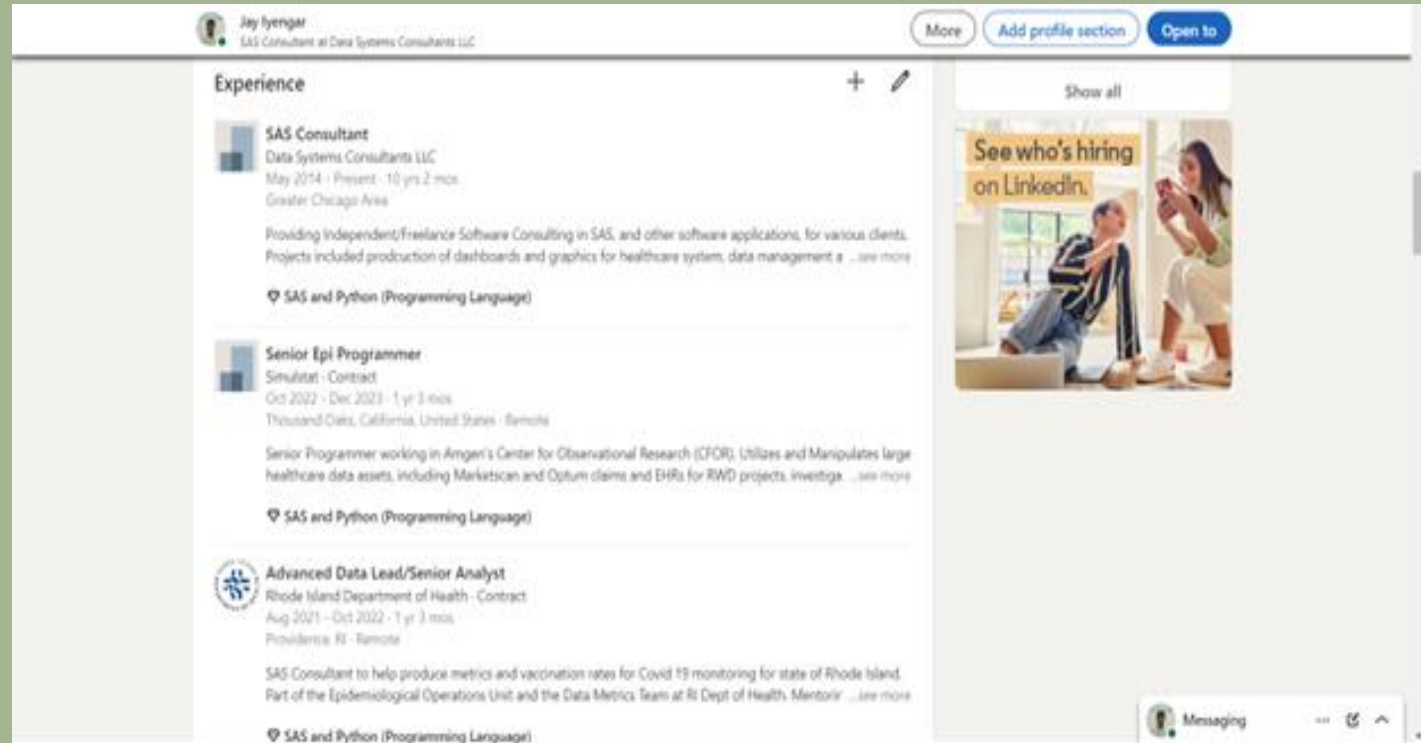 Jay Iyengar
SAS Consultant at Data Systems Consultants LLC
More
Add profile section
Open to
Experience
SAS Consultant
Data Systems Consultants LLC
May 2014 - Present · 10 yrs 2 mos
Greater Chicago Area
Providing Independent/Freelance Software Consulting in SAS, and other software applications, for various clients.
Projects included prodcuction of dashboards and graphics for healthcare system, data management a ...see more
SAS and Python (Programming Language)
Senior Epi Programmer
Simulstat · Contract
Oct 2022 - Dec 2023 · 1 yr 3 mos
Thousand Oaks, California, United States · Remote
Senior Programmer working in Amgen's Center for Observational Research (CFOR). Utilizes and Manipulates large
healthcare data assets, including Marketscan and Optum claims and EHRs for RWD projects, investiga ...see more
SAS and Python (Programming Language)
Advanced Data Lead/Senior Analyst
Rhode Island Department of Health · Contract
Aug 2021 - Oct 2022 · 1 yr 3 mos
Providence, RI · Remote
SAS Consultant to help produce metrics and vaccination rates for Covid 19 monitoring for state of Rhode Island.
Part of the Epidemiological Operations Unit and the Data Metrics Team at RI Dept of Health. Mentorin ...see more
SAS and Python (Programming Language)
Show all
See who's hiring
on LinkedIn.
Messaging